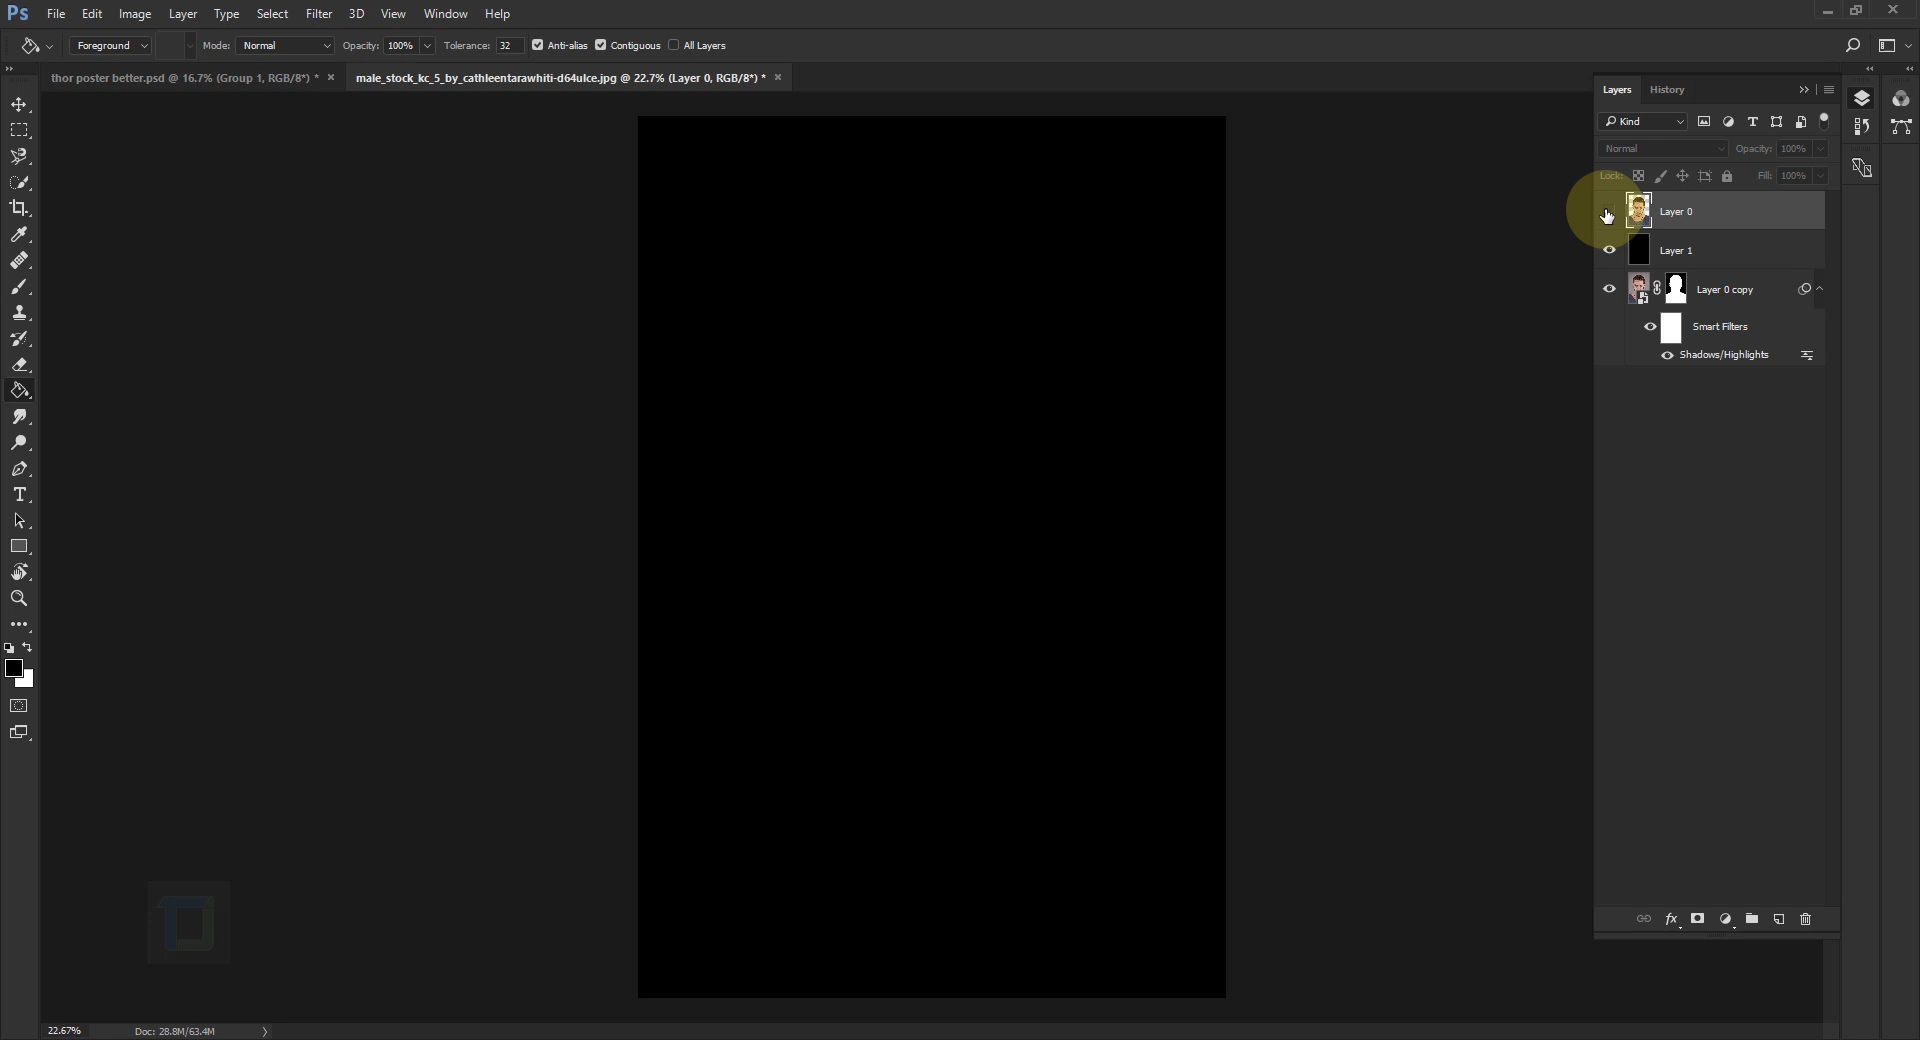 Ps File Edit Image Layer Type Select Filter 3D View Window Help
Foreground Mode: Normal Opacity: 100% Tolerance: 32 Anti-alias Contiguous All Layers
thor poster better.psd @ 16.7% (Group 1, RGB/8*) * male_stock_kc_5_by_cathleentarawhiti-d64ulce.jpg @ 22.7% (Layer 0, RGB/8*) *
Layers History
Kind
Normal Opacity: 100%
Lock: Fill: 100%
Layer 0
Layer 1
Layer 0 copy
Smart Filters
Shadows/Highlights
fx
22.67% Doc: 28.8M/63.4M